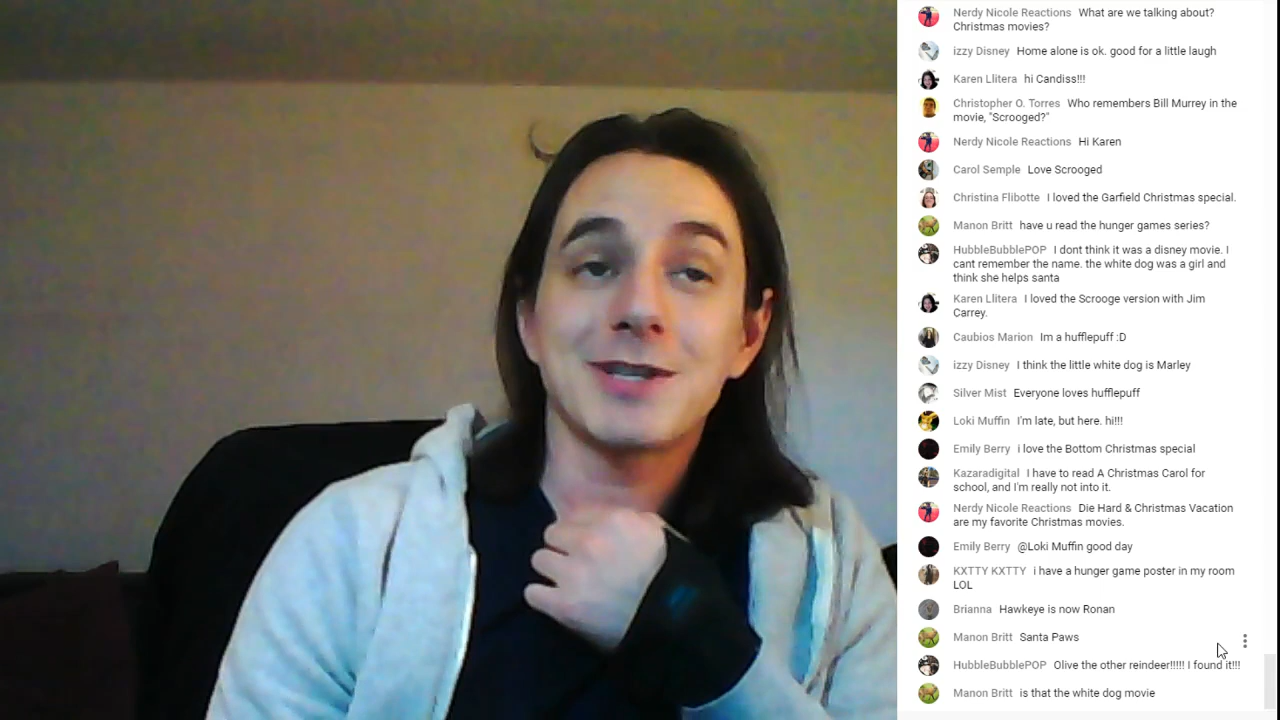 Nerdy Nicole Reactions What are we talking about?
Christmas movies?
izzy Disney Home alone is ok. good for a little laugh
Karen Llitera hi Candiss!!!
Christopher O. Torres Who remembers Bill Murrey in the
movie, "Scrooged?"
Nerdy Nicole Reactions Hi Karen
Carol Semple Love Scrooged
Christina Flibotte I loved the Garfield Christmas special.
Manon Britt have u read the hunger games series?
HubbleBubblePOP I dont think it was a disney movie. I
cant remember the name. the white dog was a girl and
think she helps santa
Karen Llitera I loved the Scrooge version with Jim
Carrey.
Caubios Marion Im a hufflepuff :D
izzy Disney I think the little white dog is Marley
Silver Mist Everyone loves hufflepuff
Loki Muffin I'm late, but here. hi!!!
Emily Berry i love the Bottom Christmas special
Kazaradigital I have to read A Christmas Carol for
school, and I'm really not into it.
Nerdy Nicole Reactions Die Hard & Christmas Vacation
are my favorite Christmas movies.
Emily Berry @Loki Muffin good day
KXTTY KXTTY i have a hunger game poster in my room
LOL
Brianna Hawkeye is now Ronan
Manon Britt Santa Paws
HubbleBubblePOP Olive the other reindeer!!!!! I found it!!!
Manon Britt is that the white dog movie